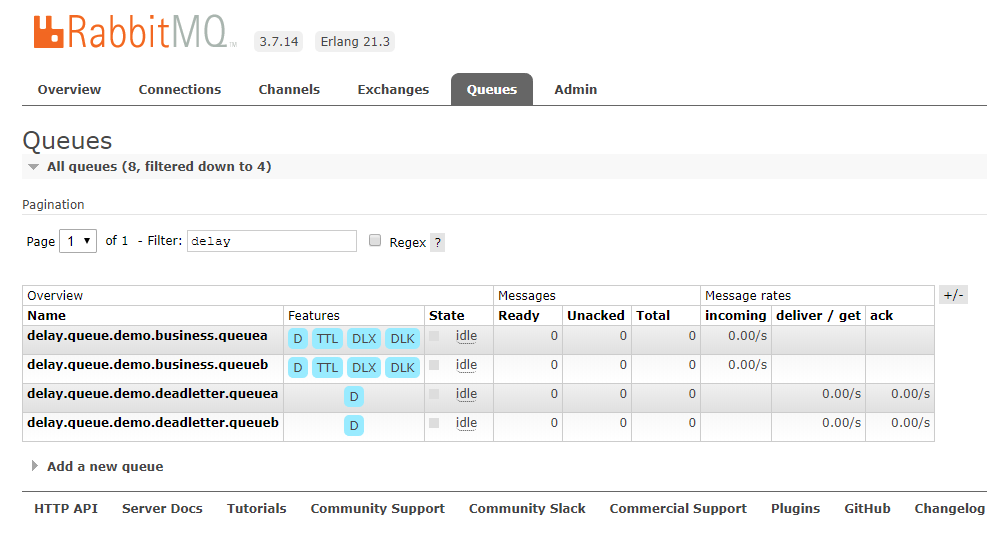 RabbitMQ TM 3.7.14 Erlang 21.3
Overview Connections Channels Exchanges Queues Admin
Queues
All queues (8, filtered down to 4)
Pagination
Page 1 of 1 - Filter: delay Regex ?
Overview Messages Message rates +/-
Name Features State Ready Unacked Total incoming deliver / get ack
delay.queue.demo.business.queuea D TTL DLX DLK idle 0 0 0 0.00/s
delay.queue.demo.business.queueb D TTL DLX DLK idle 0 0 0 0.00/s
delay.queue.demo.deadletter.queuea D idle 0 0 0 0.00/s 0.00/s
delay.queue.demo.deadletter.queueb D idle 0 0 0 0.00/s 0.00/s
Add a new queue
HTTP API Server Docs Tutorials Community Support Community Slack Commercial Support Plugins GitHub Changelog